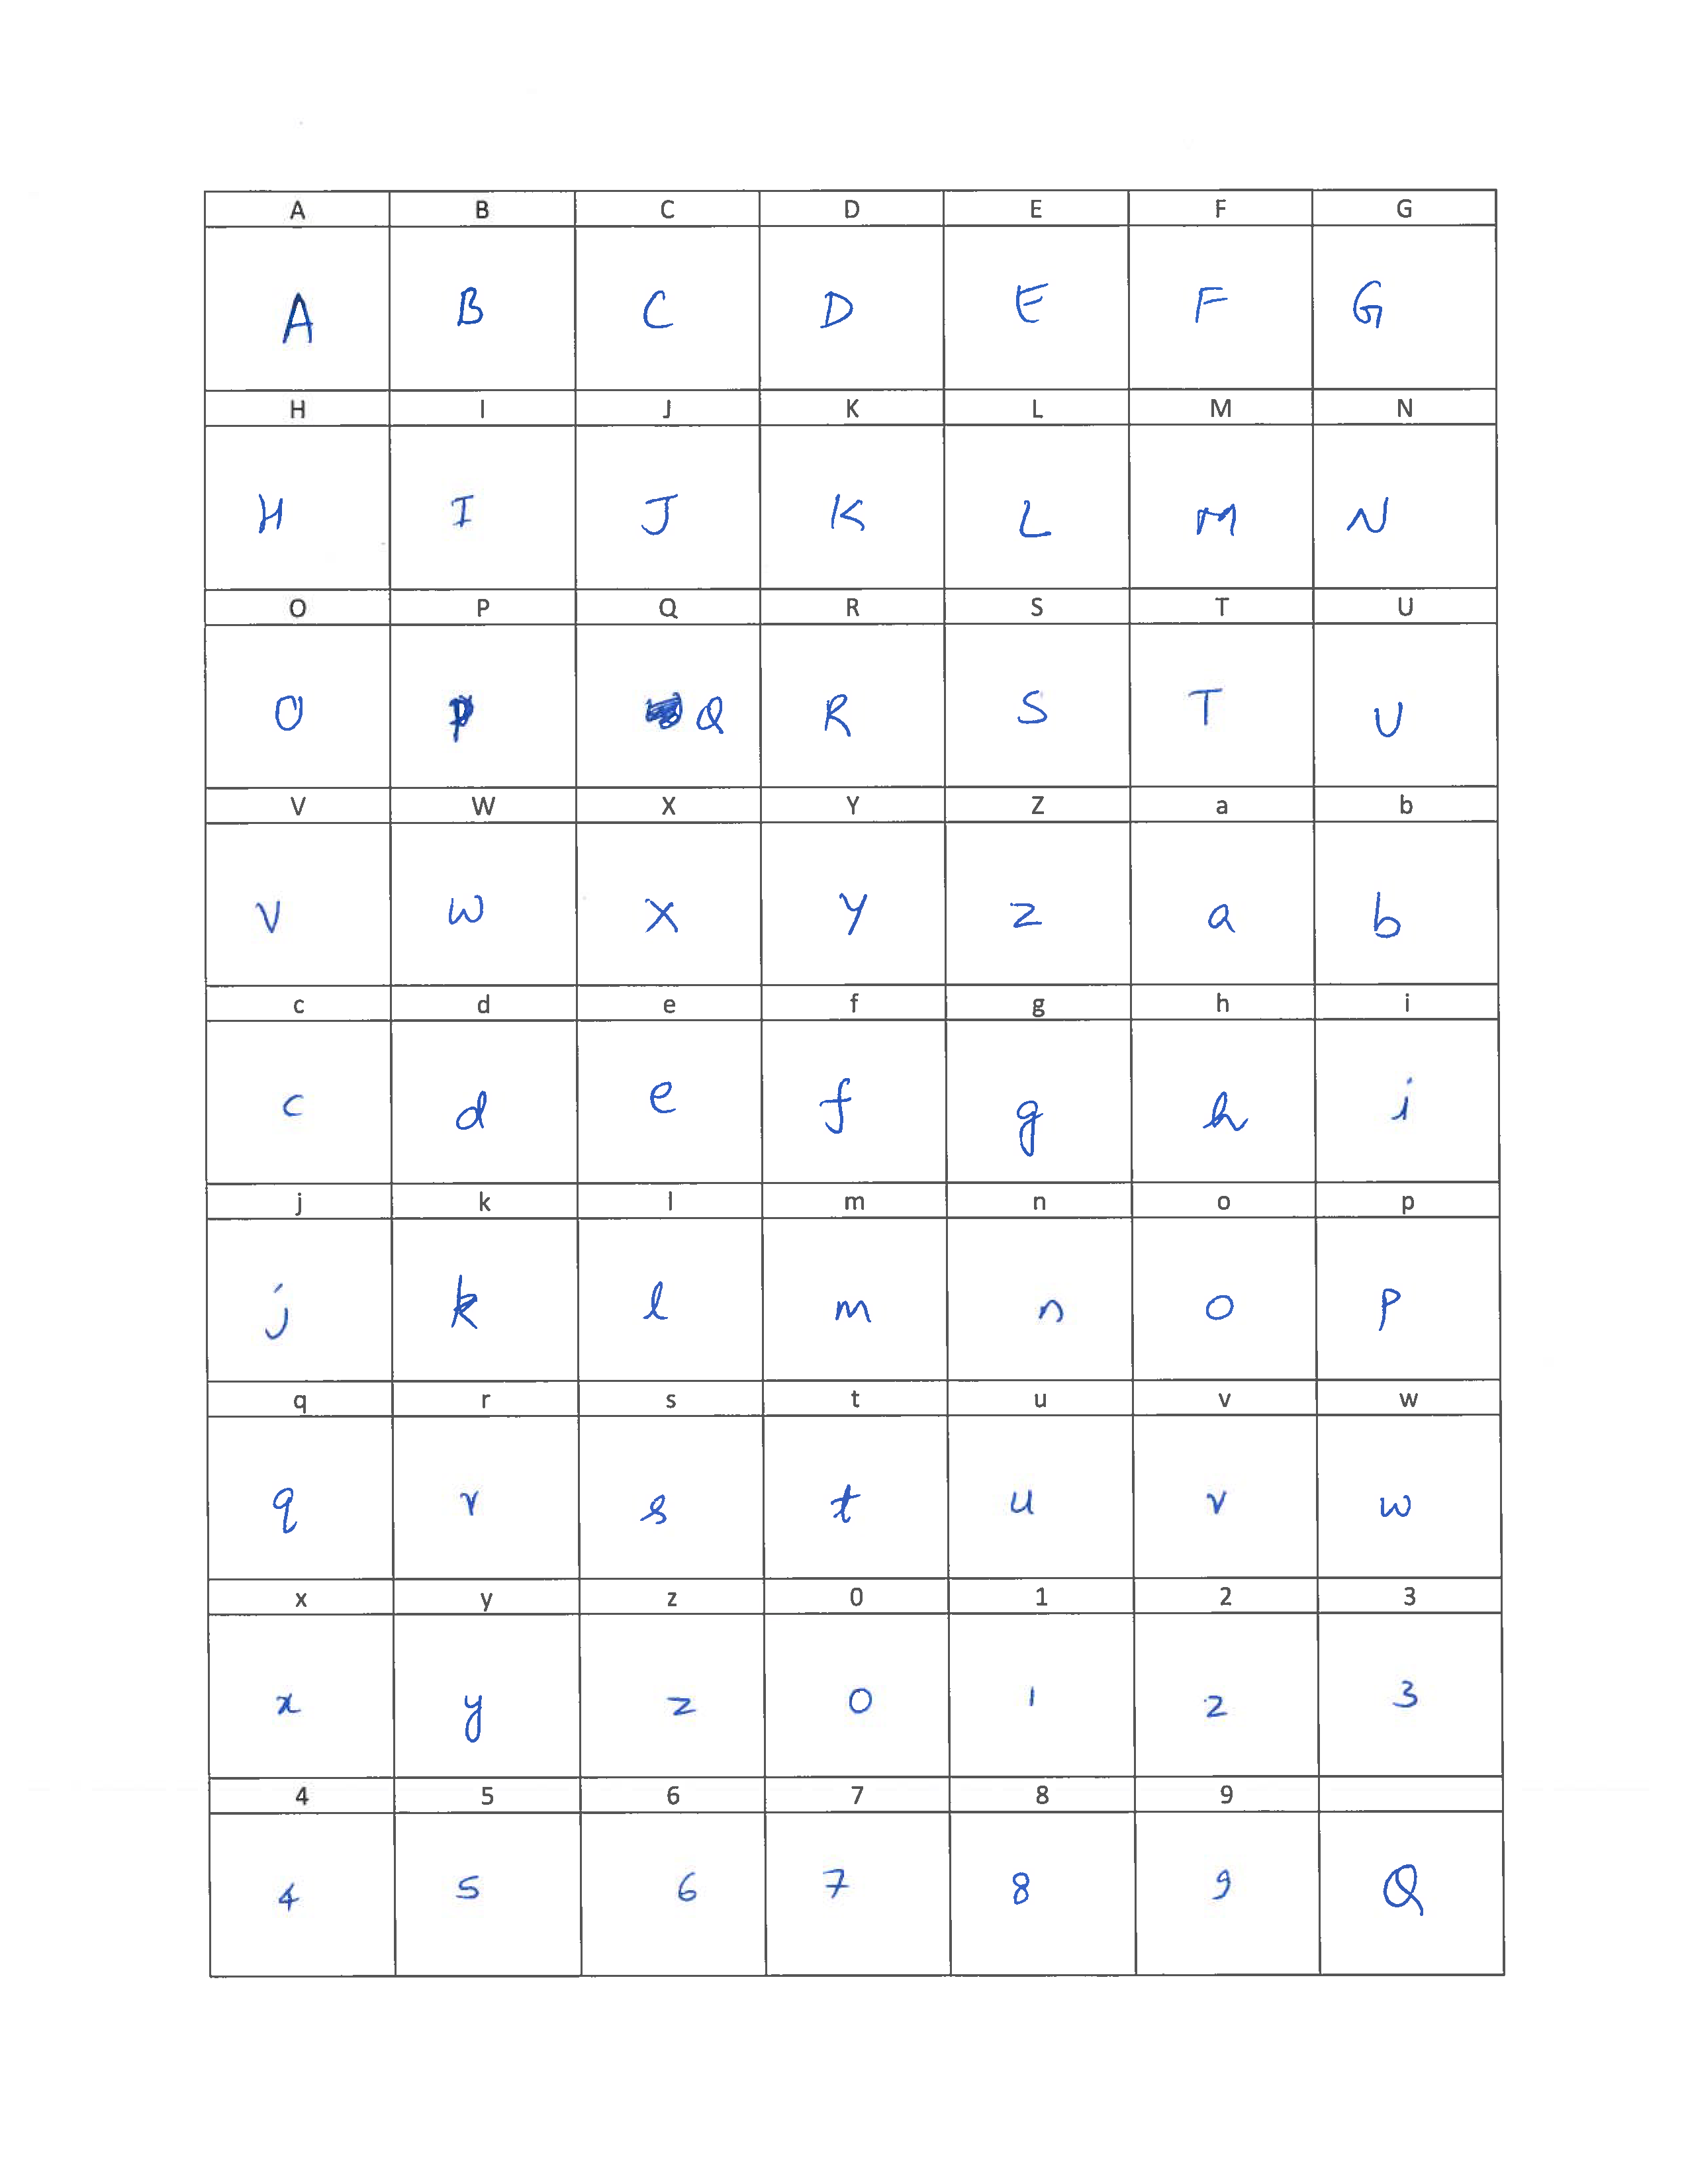 A B C D E F G
A B C D E F G
H I J K L M N
H I J K L M N
O P Q R S T U
O P Q R S T U
V W X Y Z a b
V W X Y Z a b
c d e f g h i
c d e f g h i
j k l m n o p
j k l m n o p
q r s t u v w
q r s t u v w
x y z 0 1 2 3
x y z 0 1 2 3
4 5 6 7 8 9
4 5 6 7 8 9 Q